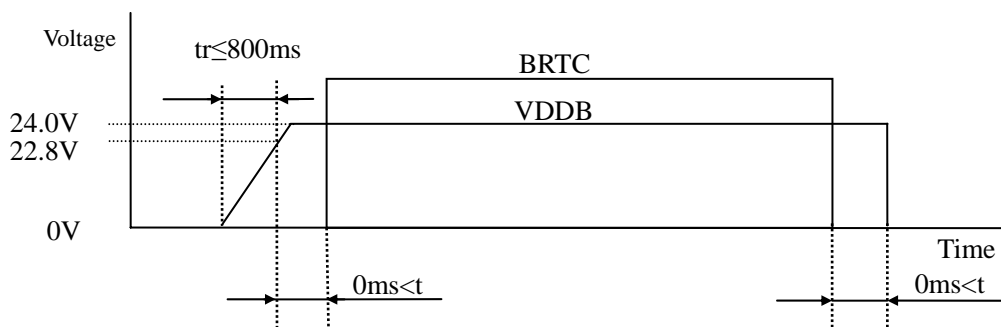 Voltage
tr≤800ms
BRTC
VDDB
24.0V
22.8V
0V
Time
0ms<t
0ms<t